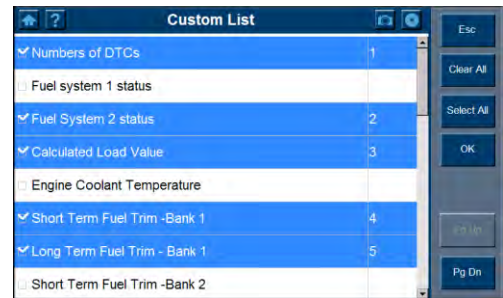 ? Custom List
Esc
Numbers of DTCs 1
Clear All
Fuel system 1 status
Fuel System 2 status 2
Select All
Calculated Load Value 3
OK
Engine Coolant Temperature
Short Term Fuel Trim -Bank 1 4
Pg Up
Long Term Fuel Trim - Bank 1 5
Pg Dn
Short Term Fuel Trim -Bank 2